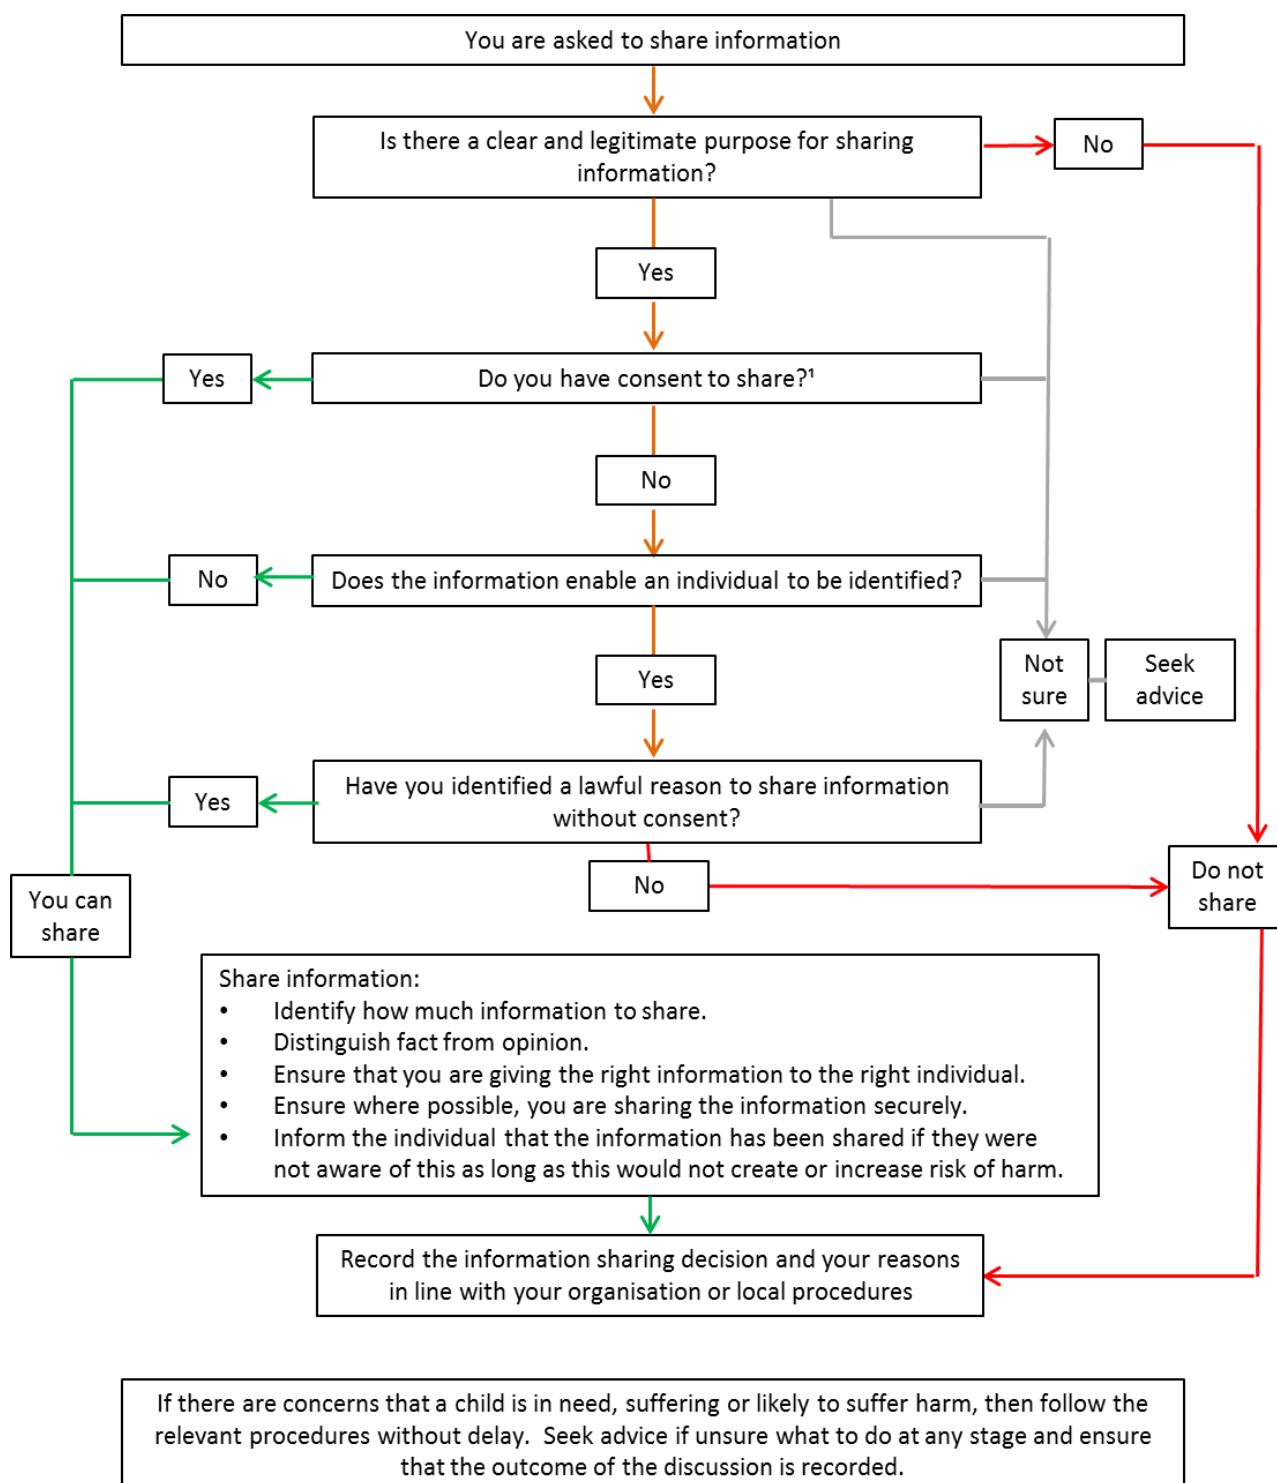 You are asked to share information
Is there a clear and legitimate purpose for sharing
information?
No
Yes
Yes
Do you have consent to share?¹
No
No
Does the information enable an individual to be identified?
Not
sure
Seek
advice
Yes
Yes
Have you identified a lawful reason to share information
without consent?
No
Do not
share
You can
share
Share information:
• Identify how much information to share.
• Distinguish fact from opinion.
• Ensure that you are giving the right information to the right individual.
• Ensure where possible, you are sharing the information securely.
• Inform the individual that the information has been shared if they were
not aware of this as long as this would not create or increase risk of harm.
Record the information sharing decision and your reasons
in line with your organisation or local procedures
If there are concerns that a child is in need, suffering or likely to suffer harm, then follow the
relevant procedures without delay.  Seek advice if unsure what to do at any stage and ensure
that the outcome of the discussion is recorded.